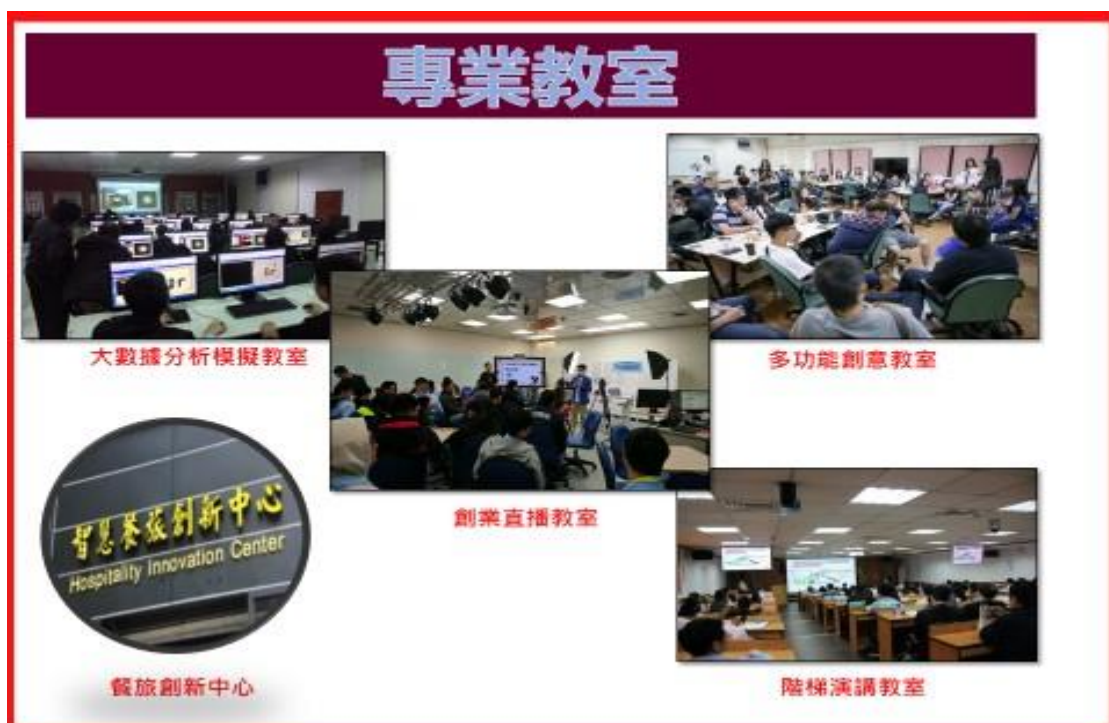 專業教室
大數據分析模擬教室
多功能創意教室
創業直播教室
智慧餐旅創新中心
Hospitality Innovation Center
餐旅創新中心
階梯演講教室